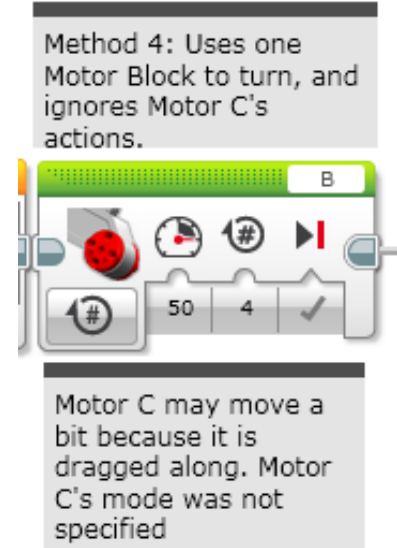 Method 4: Uses one
Motor Block to turn, and
ignores Motor C's
actions.
B
#
#
50 4
Motor C may move a
bit because it is
dragged along. Motor
C's mode was not
specified